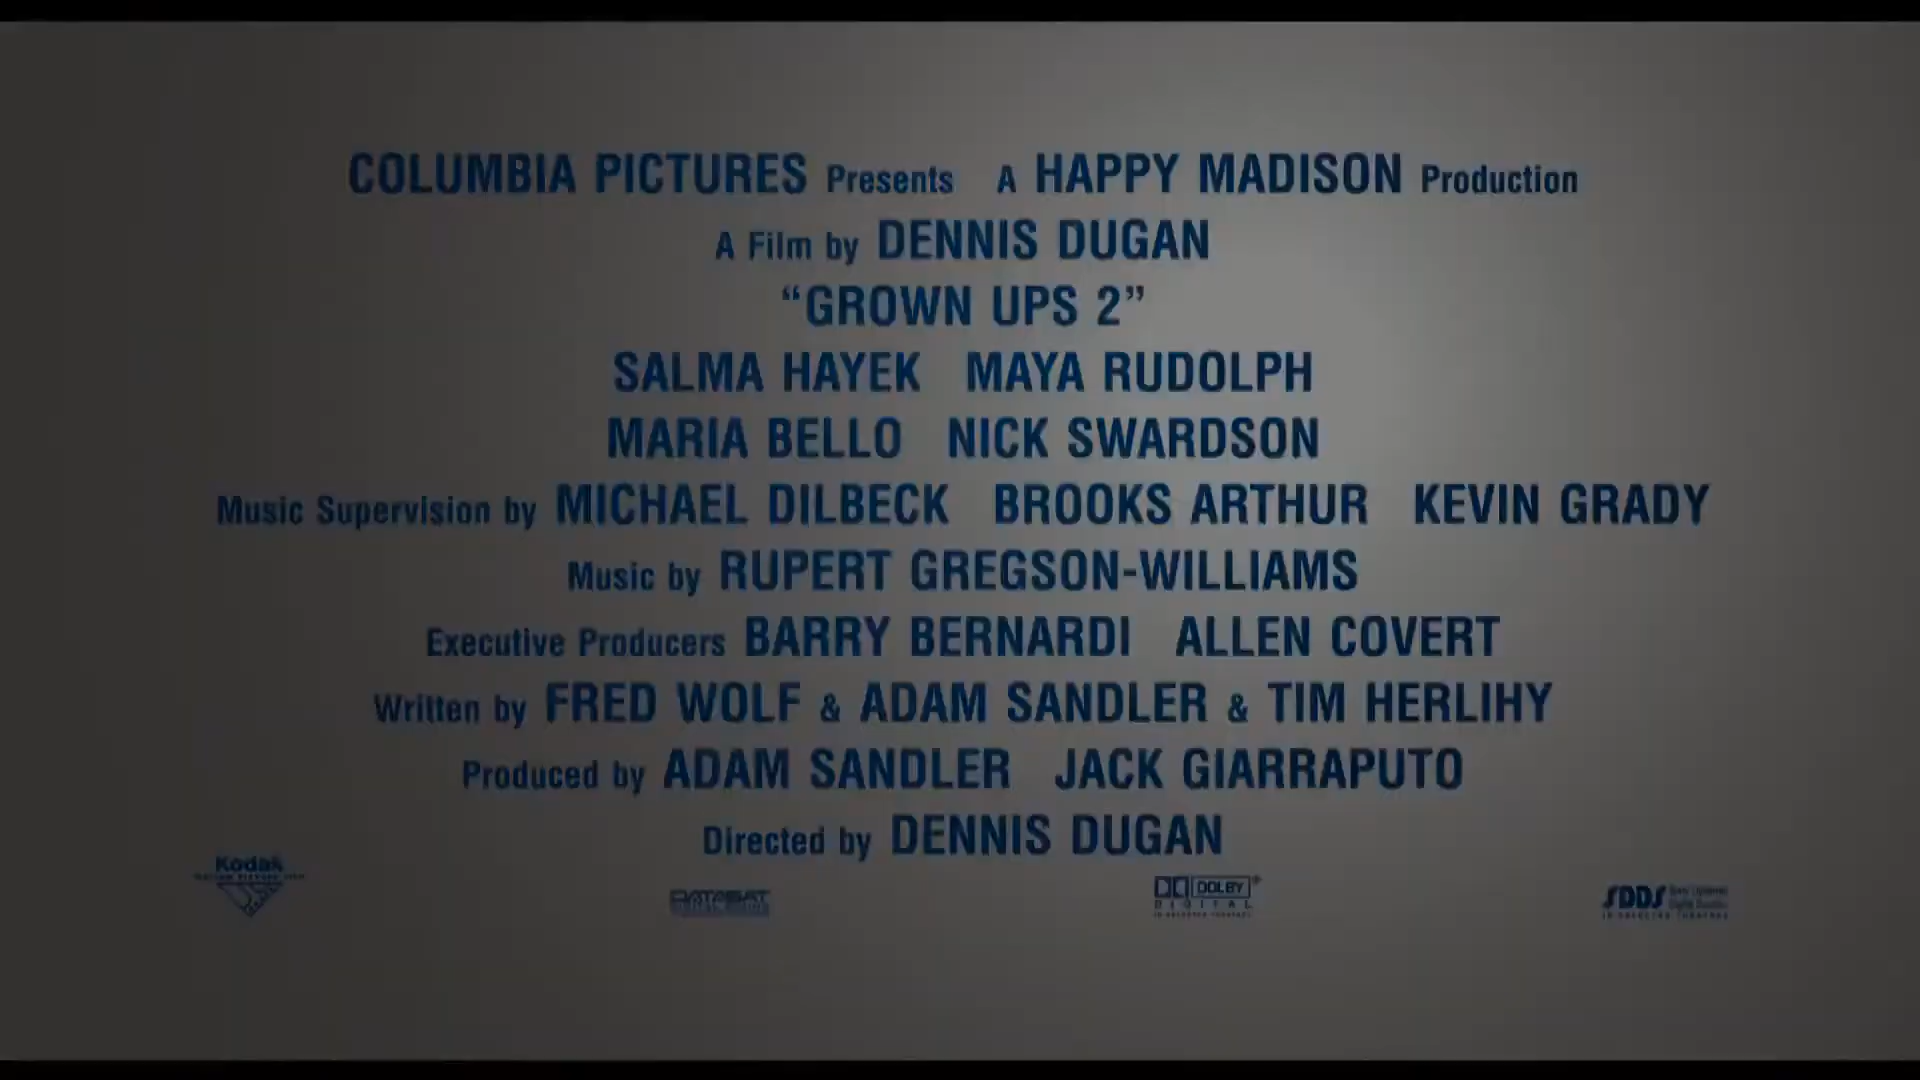 COLUMBIA PICTURES Presents A HAPPY MADISON Production
A Film by DENNIS DUGAN
“GROWN UPS 2”
SALMA HAYEK MAYA RUDOLPH
MARIA BELLO NICK SWARDSON
Music Supervision by MICHAEL DILBECK BROOKS ARTHUR KEVIN GRADY
Music by RUPERT GREGSON-WILLIAMS
Executive Producers BARRY BERNARDI ALLEN COVERT
Written by FRED WOLF & ADAM SANDLER & TIM HERLIHY
Produced by ADAM SANDLER JACK GIARRAPUTO
Directed by DENNIS DUGAN
Kodak
DATASAT
DOLBY
DIGITAL
SDDS